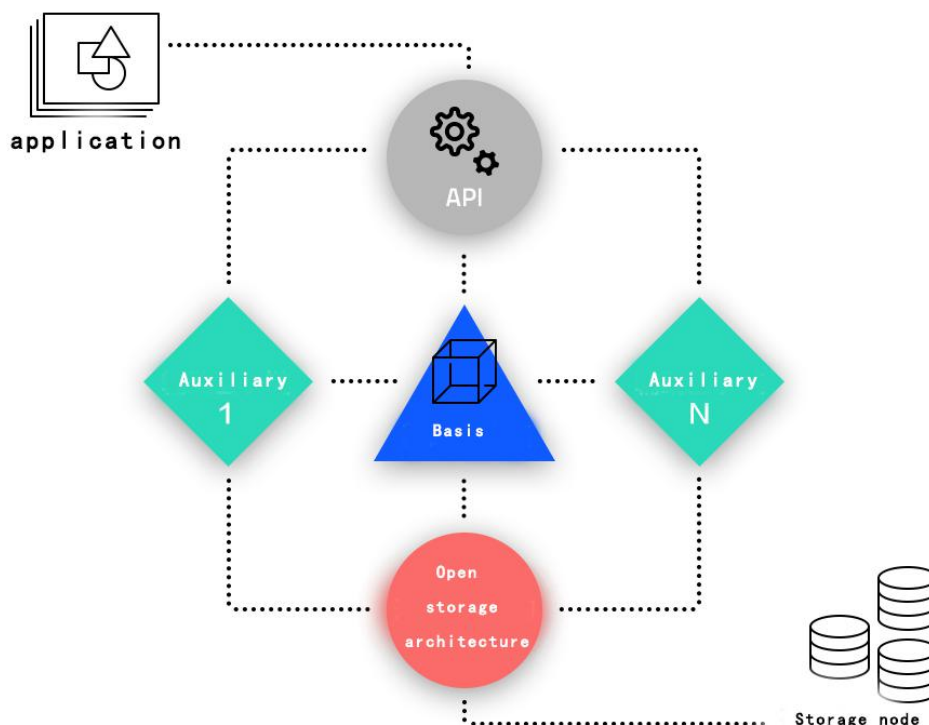 application
API
Auxiliary
1
Basis
Auxiliary
N
Open
storage
architecture
Storage node